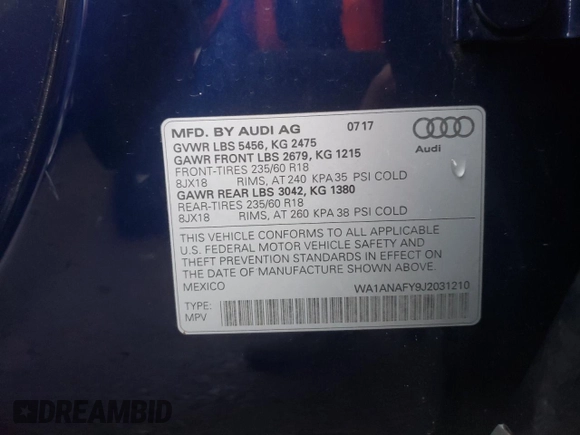 MFD. BY AUDI AG 0717
GVWR LBS 5456, KG 2475
GAWR FRONT LBS 2679, KG 1215
FRONT-TIRES 235/60 R18
8JX18 RIMS, AT 240 KPA 35 PSI COLD
GAWR REAR LBS 3042, KG 1380
REAR-TIRES 235/60 R18
8JX18 RIMS, AT 260 KPA 38 PSI COLD
Audi
THIS VEHICLE CONFORMS TO ALL APPLICABLE
U.S. FEDERAL MOTOR VEHICLE SAFETY AND
THEFT PREVENTION STANDARDS IN EFFECT ON
THE DATE OF MANUFACTURE SHOWN ABOVE.
MEXICO WA1ANAFY9J2031210
TYPE:
MPV
DREAMBID